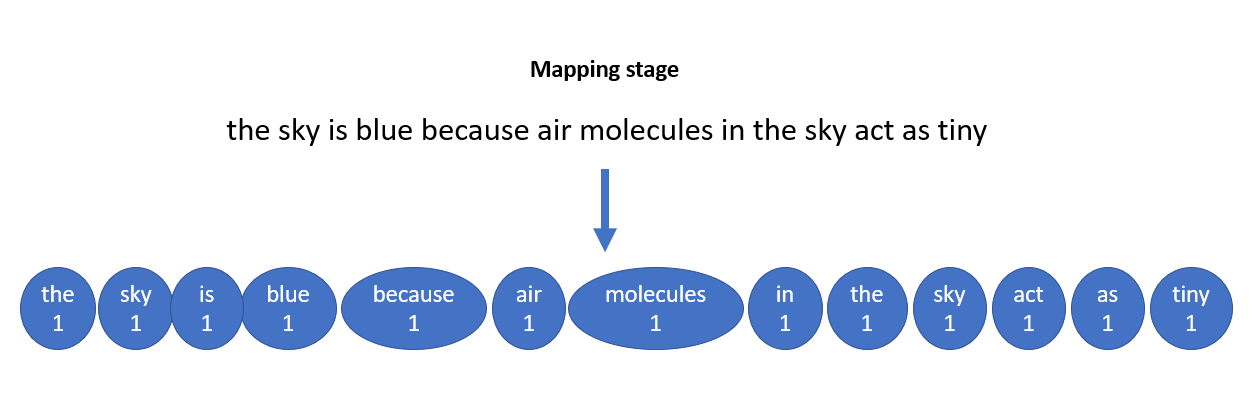 Mapping stage
the sky is blue because air molecules in the sky act as tiny
the sky is blue because air molecules in the sky act as tiny
1 1 1 1 1 1 1 1 1 1 1 1 1